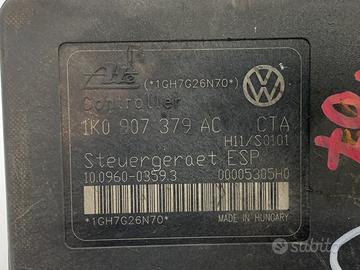 Ate (*1GH7G26N70*)
Controller
1K0 907 379 AC CTA
H11/S0101
Steuergeraet ESP
10.0960-0359.3 00005305H0
*1GH7G26N70*
MADE IN HUNGARY
subito